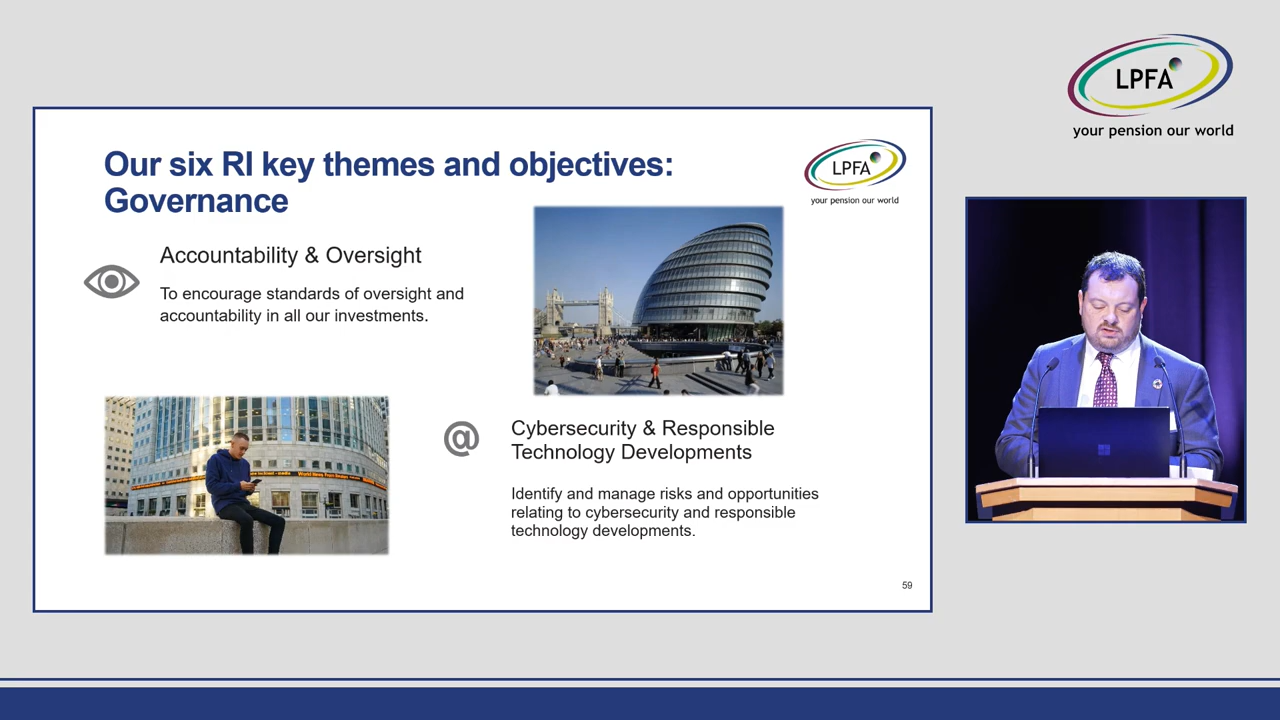 LPFA
your pension our world
Our six RI key themes and objectives:
Governance
LPFA
your pension our world
Accountability & Oversight
To encourage standards of oversight and
accountability in all our investments.
@
Cybersecurity & Responsible
Technology Developments
Identify and manage risks and opportunities
relating to cybersecurity and responsible
technology developments.
59